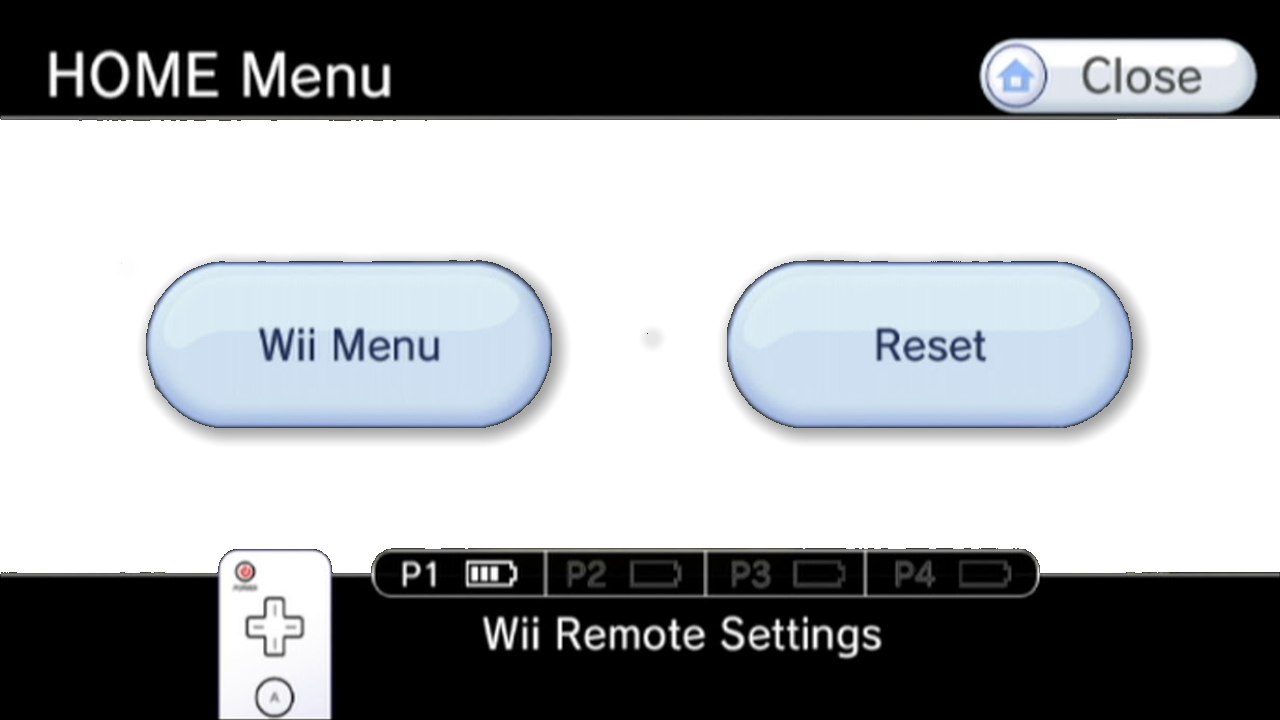 HOME Menu
Close
Wii Menu
Reset
P1
P2
P3
P4
Wii Remote Settings
POWER
A